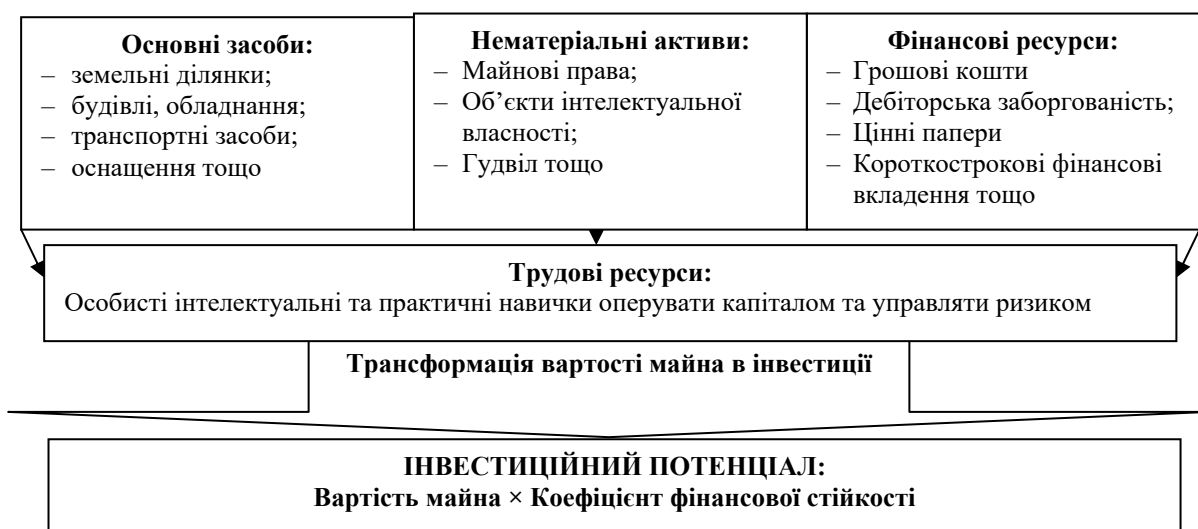 Основні засоби:
– земельні ділянки;
– будівлі, обладнання;
– транспортні засоби;
– оснащення тощо
Нематеріальні активи:
– Майнові права;
– Об’єкти інтелектуальної
власності;
– Гудвіл тощо
Фінансові ресурси:
– Грошові кошти
– Дебіторська заборгованість;
– Цінні папери
– Короткострокові фінансові
вкладення тощо
Трудові ресурси:
Особисті інтелектуальні та практичні навички оперувати капіталом та управляти ризиком
Трансформація вартості майна в інвестиції
ІНВЕСТИЦІЙНИЙ ПОТЕНЦІАЛ:
Вартість майна × Коефіцієнт фінансової стійкості